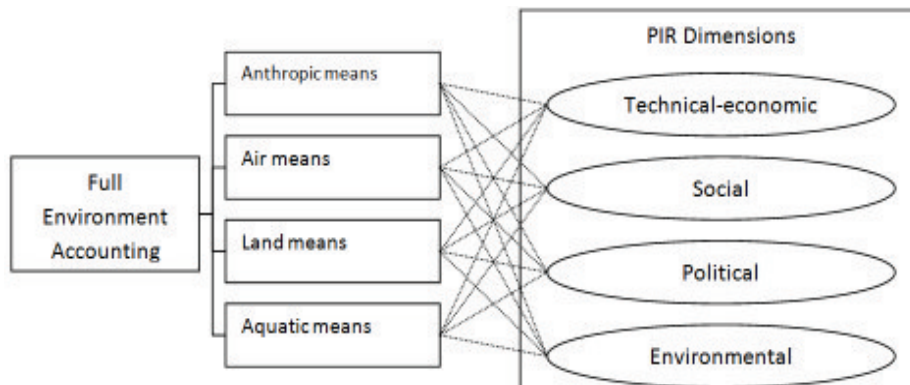 Full
Environment
Accounting
Anthropic means
Air means
Land means
Aquatic means
PIR Dimensions
Technical-economic
Social
Political
Environmental